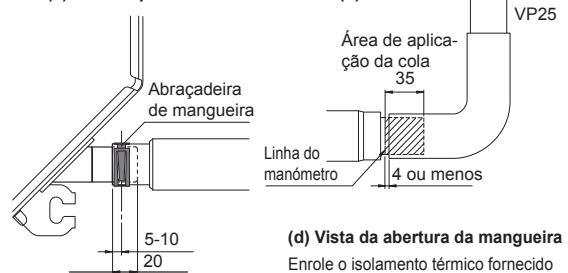 VP25
Área de aplica-
ção da cola
35
Abraçadeira
de mangueira
Linha do
manómetro
4 ou menos
5-10
20
(d) Vista da abertura da mangueira
Enrole o isolamento térmico fornecido